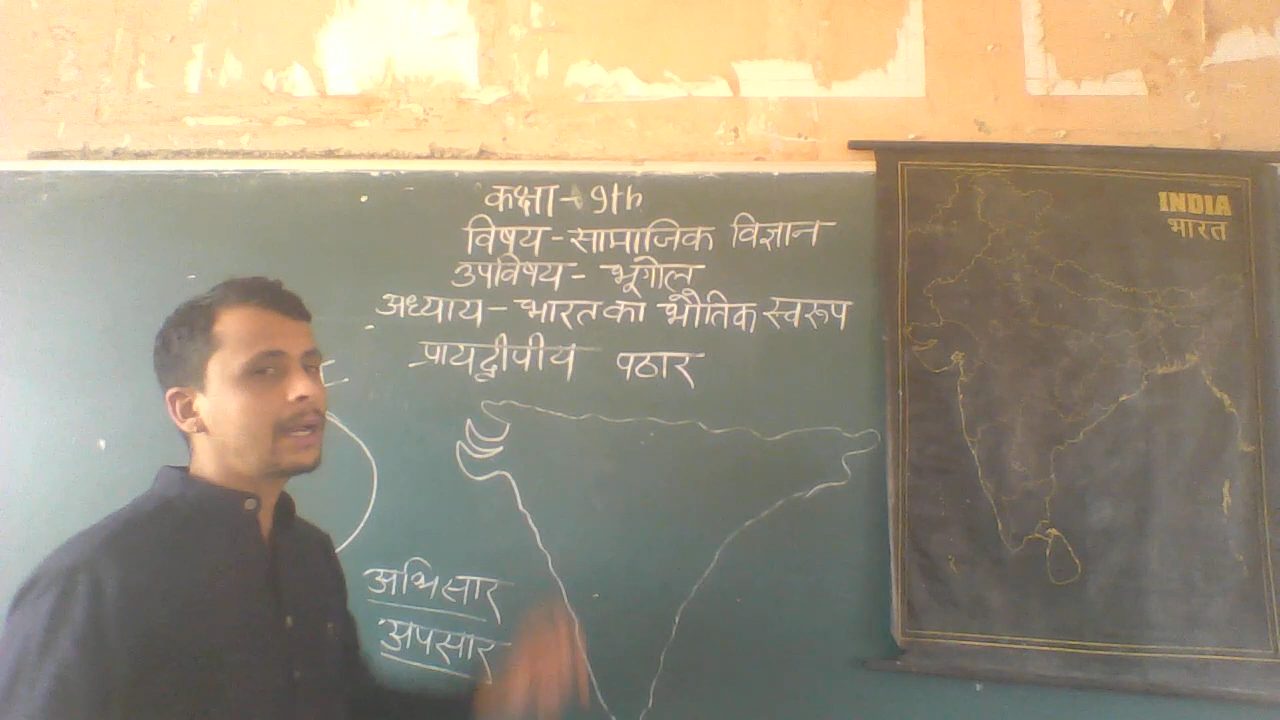 कक्षा - 9th
विषय - सामाजिक विज्ञान
उपविषय - भूगोल
अध्याय - भारत का भौतिक स्वरूप
प्रायद्वीपीय पठार
अभिसार
अपसार
INDIA
भारत